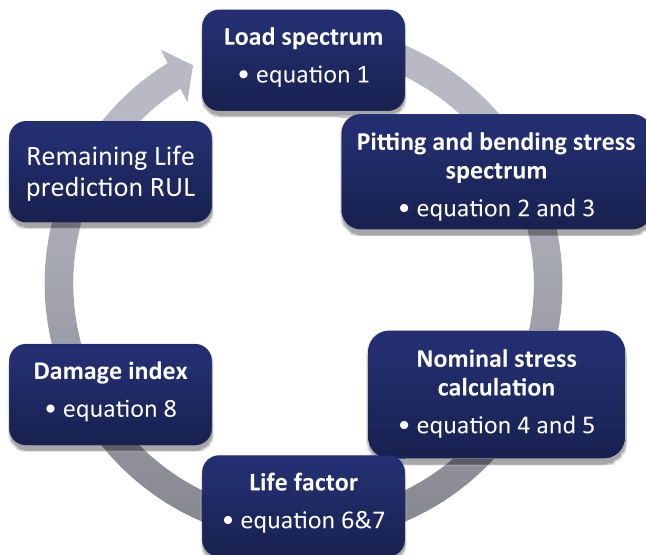 Load spectrum
• equation 1
Pitting and bending stress
spectrum
• equation 2 and 3
Nominal stress
calculation
• equation 4 and 5
Life factor
• equation 6&7
Damage index
• equation 8
Remaining Life
prediction RUL